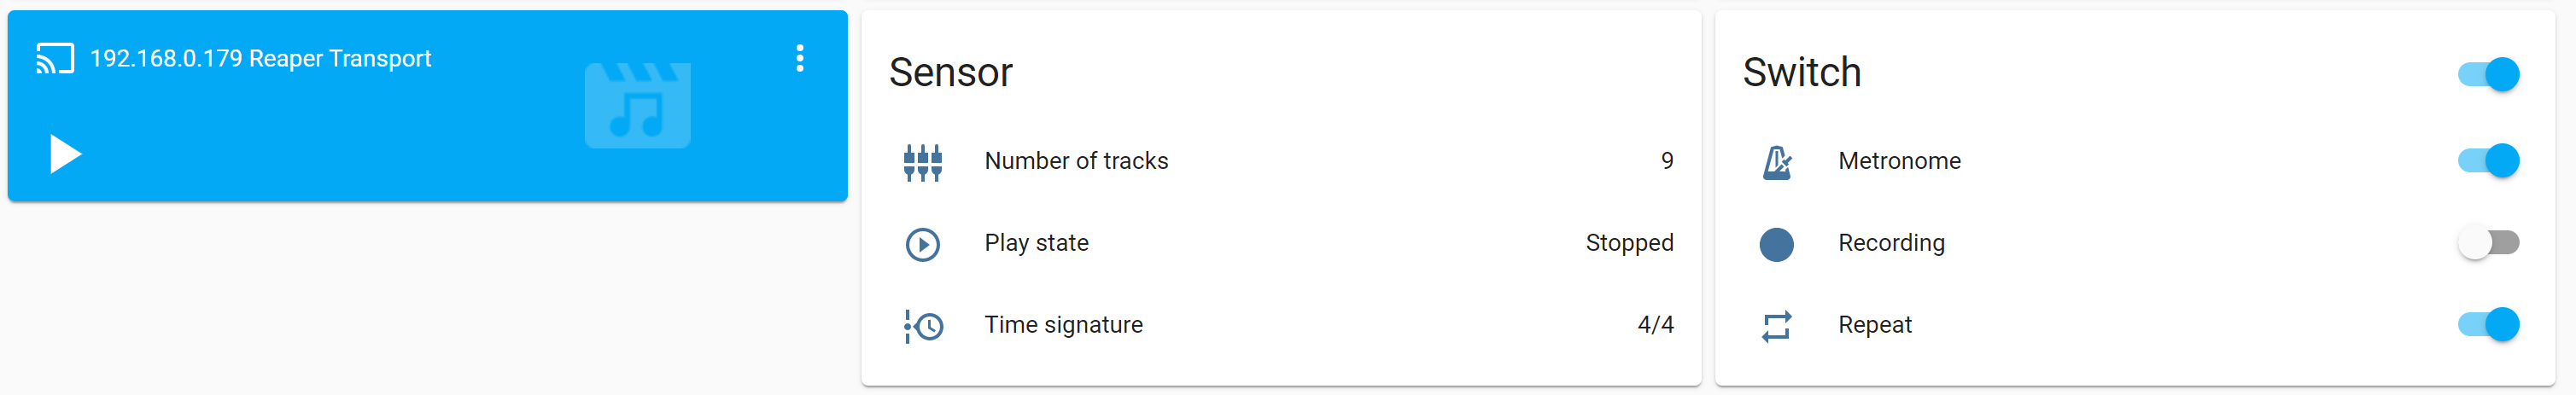 192.168.0.179 Reaper Transport
Sensor
Number of tracks 9
Play state Stopped
Time signature 4/4
Switch
Metronome
Recording
Repeat